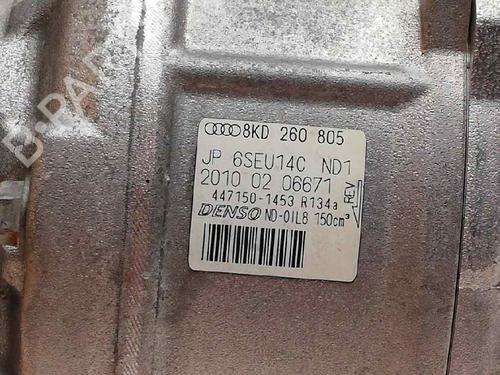 8KD 260 805
JP 6SEU14C ND1
2010 02 06671
447150-1453 R134a
DENSO ND-OIL8 150cm³
REV
B-PARTS